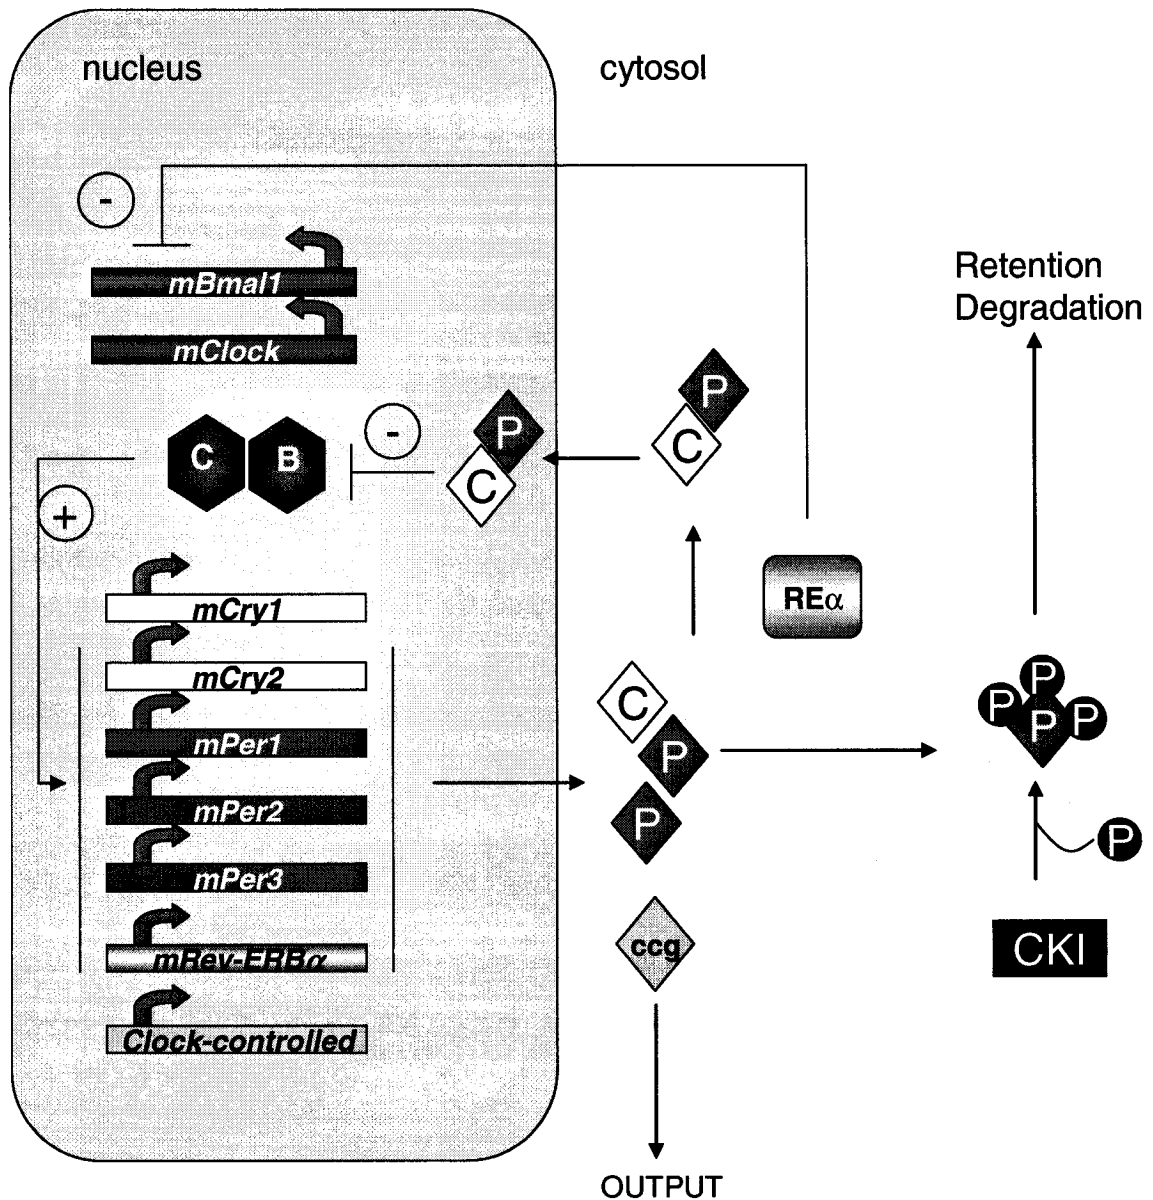 nucleus
cytosol
-
mBmal1
mClock
Retention
Degradation
P
C
C
B
-
P
C
+
mCry1
mCry2
mPer1
mPer2
mPer3
mRev-ERBα
Clock-controlled
REα
C
P
P
ccg
OUTPUT
P
P
P
P
P
CKI